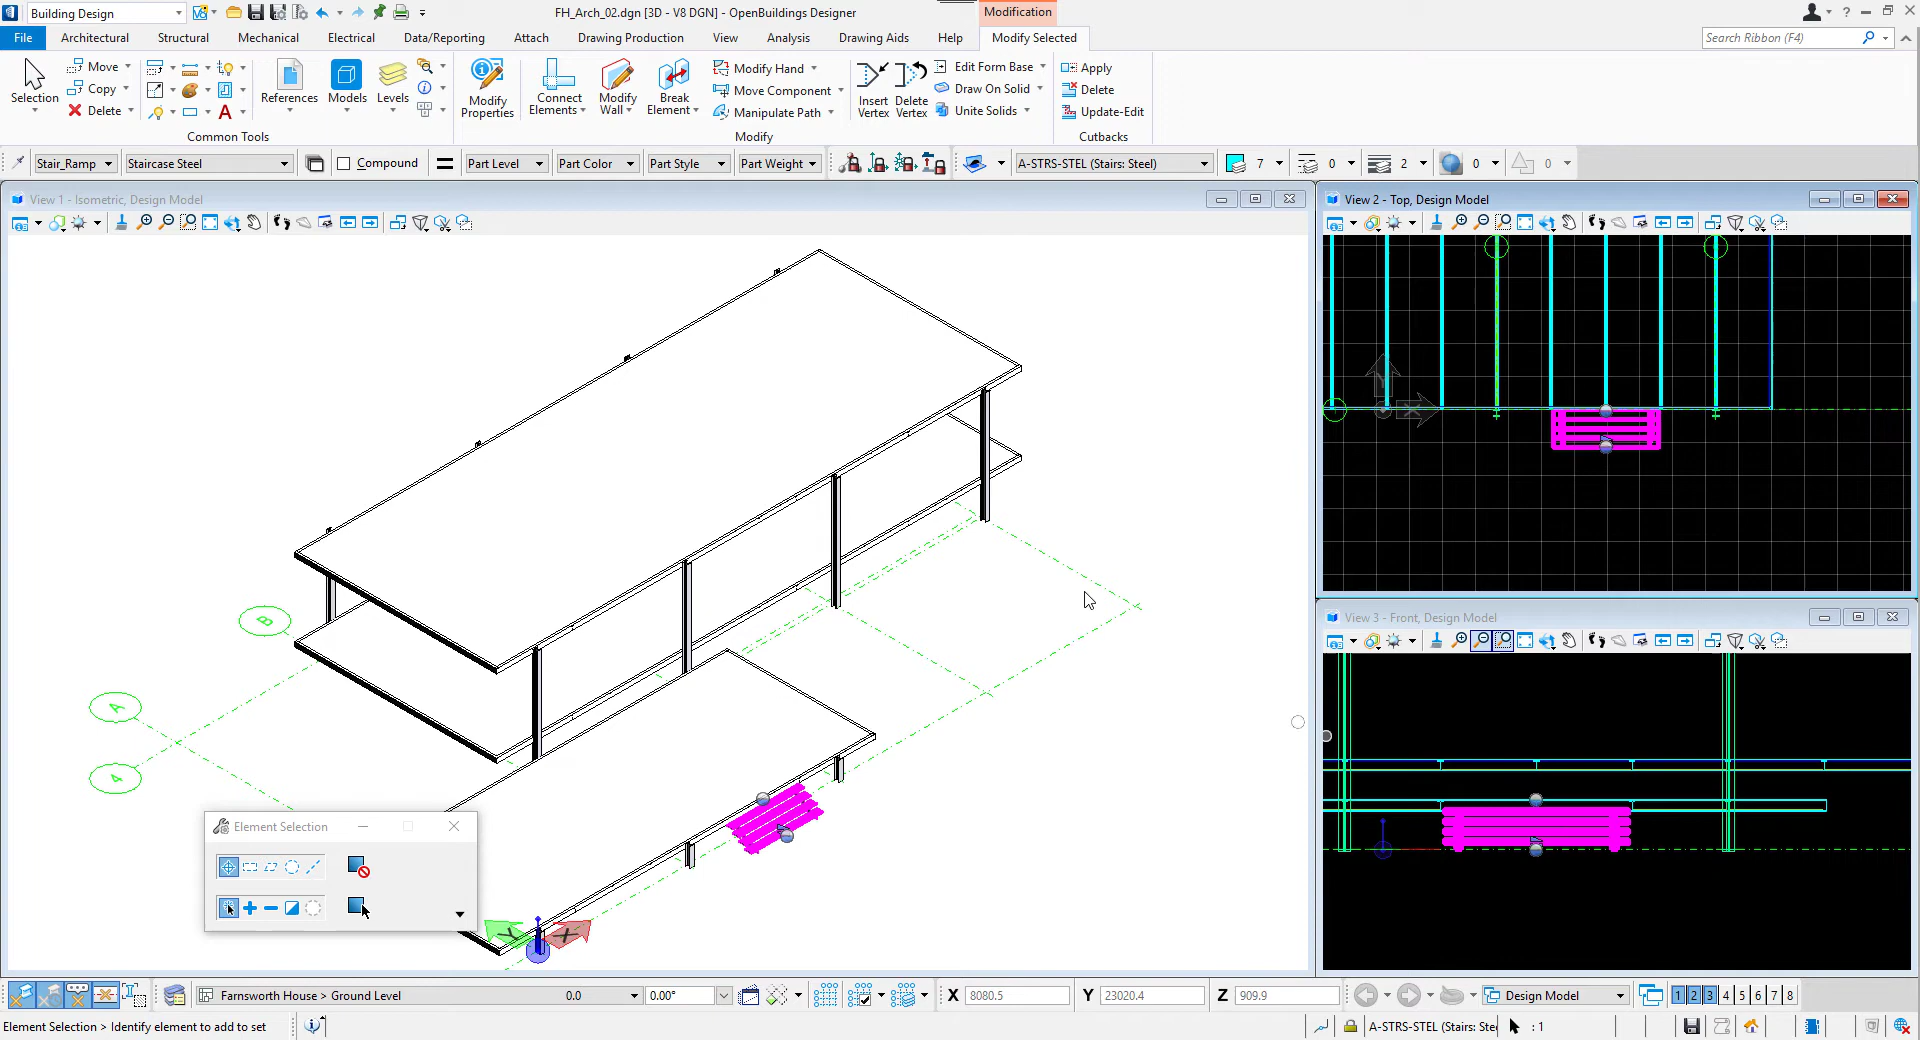 Building Design
FH_Arch_02.dgn [3D - V8 DGN] - OpenBuildings Designer
Modification
File
Architectural
Structural
Mechanical
Electrical
Data/Reporting
Attach
Drawing Production
View
Analysis
Drawing Aids
Help
Modify Selected
Search Ribbon (F4)
Selection
Move
Copy
Delete
References
Models
Levels
Common Tools
Modify Properties
Connect Elements
Modify Wall
Break Element
Modify Hand
Move Component
Manipulate Path
Insert Vertex
Delete Vertex
Edit Form Base
Draw On Solid
Unite Solids
Modify
Apply
Delete
Update-Edit
Cutbacks
Stair_Ramp
Staircase Steel
Compound
Part Level
Part Color
Part Style
Part Weight
A-STRS-STEL (Stairs: Steel)
7
0
2
0
0
View 1 - Isometric, Design Model
B
A
4
Y
X
Element Selection
View 2 - Top, Design Model
Y
X
View 3 - Front, Design Model
Farnsworth House > Ground Level
0.0
0.00°
X 8080.5
Y 23020.4
Z 909.9
Design Model
1 2 3 4 5 6 7 8
Element Selection > Identify element to add to set
A-STRS-STEL (Stairs: Stee
: 1